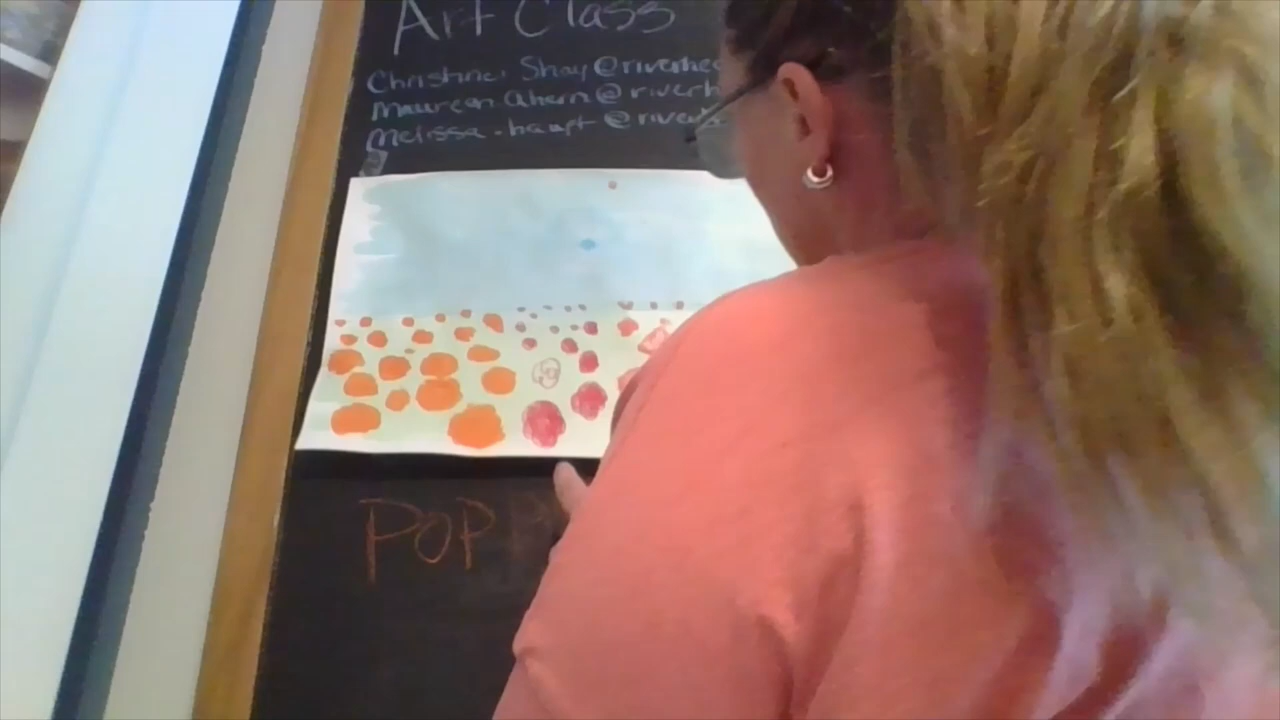 Art Class
Christine. Shay@riverhe
Maureen.ahern@riverh
Melissa.haupt@river
POP